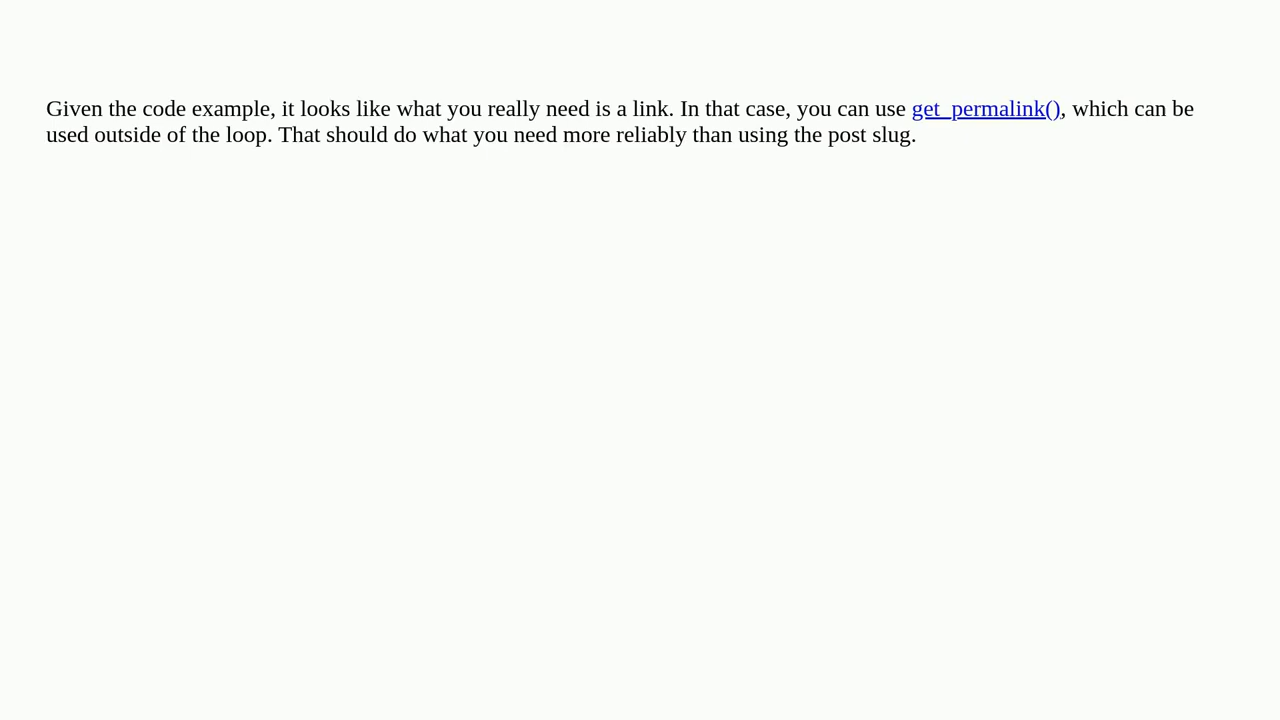 Given the code example, it looks like what you really need is a link. In that case, you can use get_permalink(), which can be
used outside of the loop. That should do what you need more reliably than using the post slug.